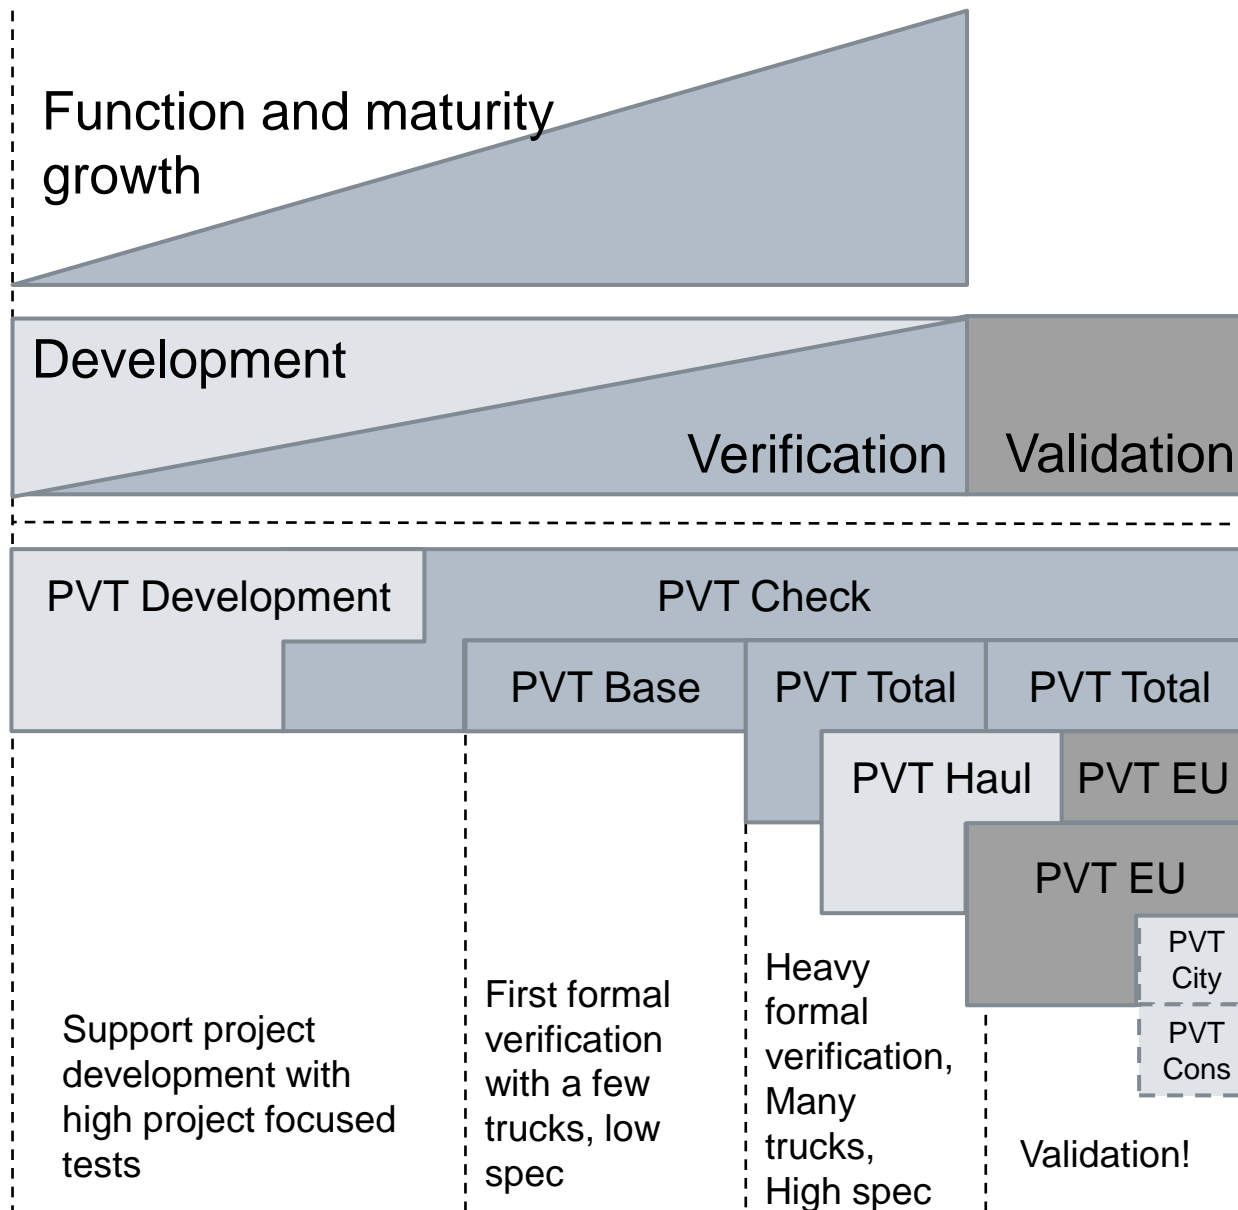 Function and maturity
growth
Development
Verification
Validation
PVT Development
PVT Check
PVT Base
PVT Total
PVT Total
PVT Haul
PVT EU
PVT EU
PVT
City
PVT
Cons
Support project
development with
high project focused
tests
First formal
verification
with a few
trucks, low
spec
Heavy
formal
verification,
Many
trucks,
High spec
Validation!